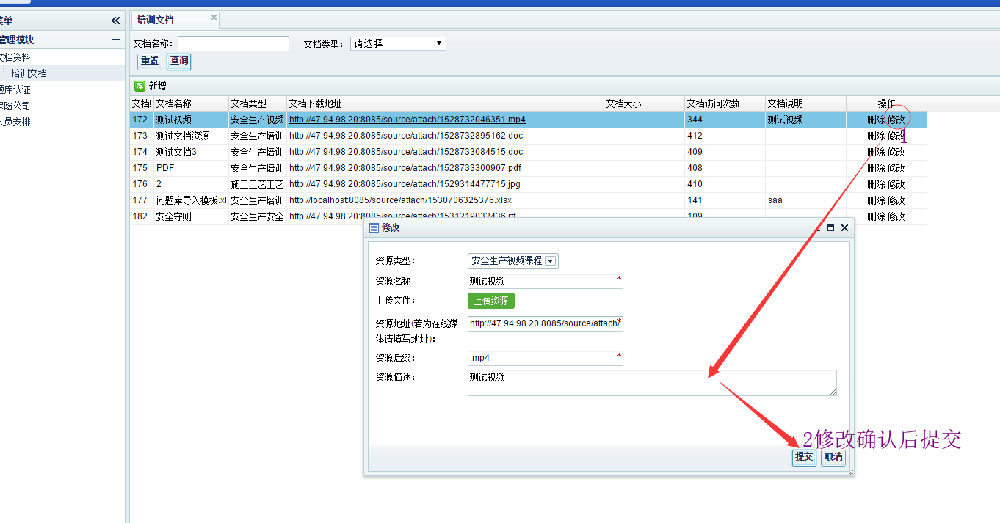 菜单
管理模块
文档资料
培训文档
题库认证
保险公司
人员安排
培训文档
文档名称：
文档类型： 请选择
重置 查询
新增
文档名称 文档类型 文档下载地址 文档大小 文档访问次数 文档说明 操作
172 测试视频 安全生产视频 http://47.94.98.20:8085/source/attach/1528732046351.mp4 344 测试视频 删除 修改
1
173 测试文档资源 安全生产培训 http://47.94.98.20:8085/source/attach/1528732895162.doc 412 删除 修改
174 测试文档3 安全生产培训 http://47.94.98.20:8085/source/attach/1528733084515.doc 409 删除 修改
175 PDF 安全生产培训 http://47.94.98.20:8085/source/attach/1528733300907.pdf 408 删除 修改
176 2 施工工艺工艺 http://47.94.98.20:8085/source/attach/1529314477715.jpg 410 删除 修改
177 问题库导入模板.xl 安全生产培训 http://localhost:8085/source/attach/1530706325376.xlsx 141 saa 删除 修改
182 安全守则 安全生产安全 http://47.94.98.20:8085/source/attach/1531219032436.rtf 109 删除 修改
修改
资源类型： 安全生产视频课程
资源名称 测试视频 *
上传文件： 上传资源
资源地址(若为在线媒 http://47.94.98.20:8085/source/attach/ *
体请填写地址)：
资源后缀： .mp4 *
资源描述： 测试视频
2修改确认后提交
提交 取消